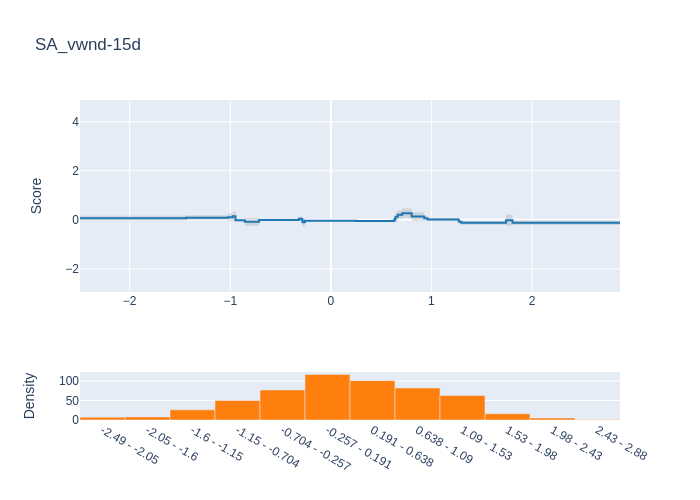 SA_vwnd-15d
Score
4
2
0
−2
−2
−1
0
1
2
Density
100
50
0
-2.49 - -2.05
-2.05 - -1.6
-1.6 - -1.15
-1.15 - -0.704
-0.704 - -0.257
-0.257 - 0.191
0.191 - 0.638
0.638 - 1.09
1.09 - 1.53
1.53 - 1.98
1.98 - 2.43
2.43 - 2.88